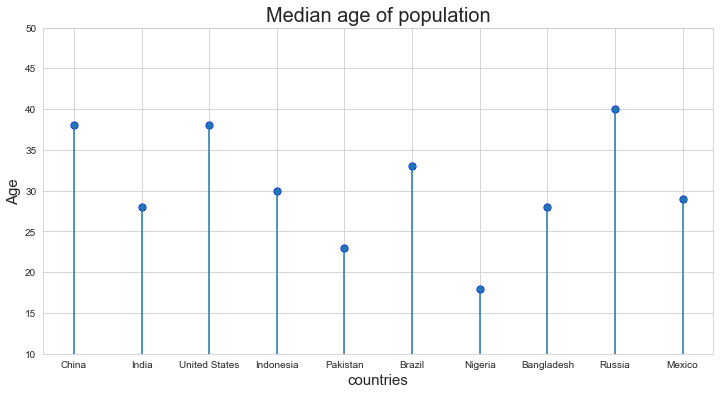 Median age of population
Age
50
45
40
35
30
25
20
15
10
China India United States Indonesia Pakistan Brazil Nigeria Bangladesh Russia Mexico
countries